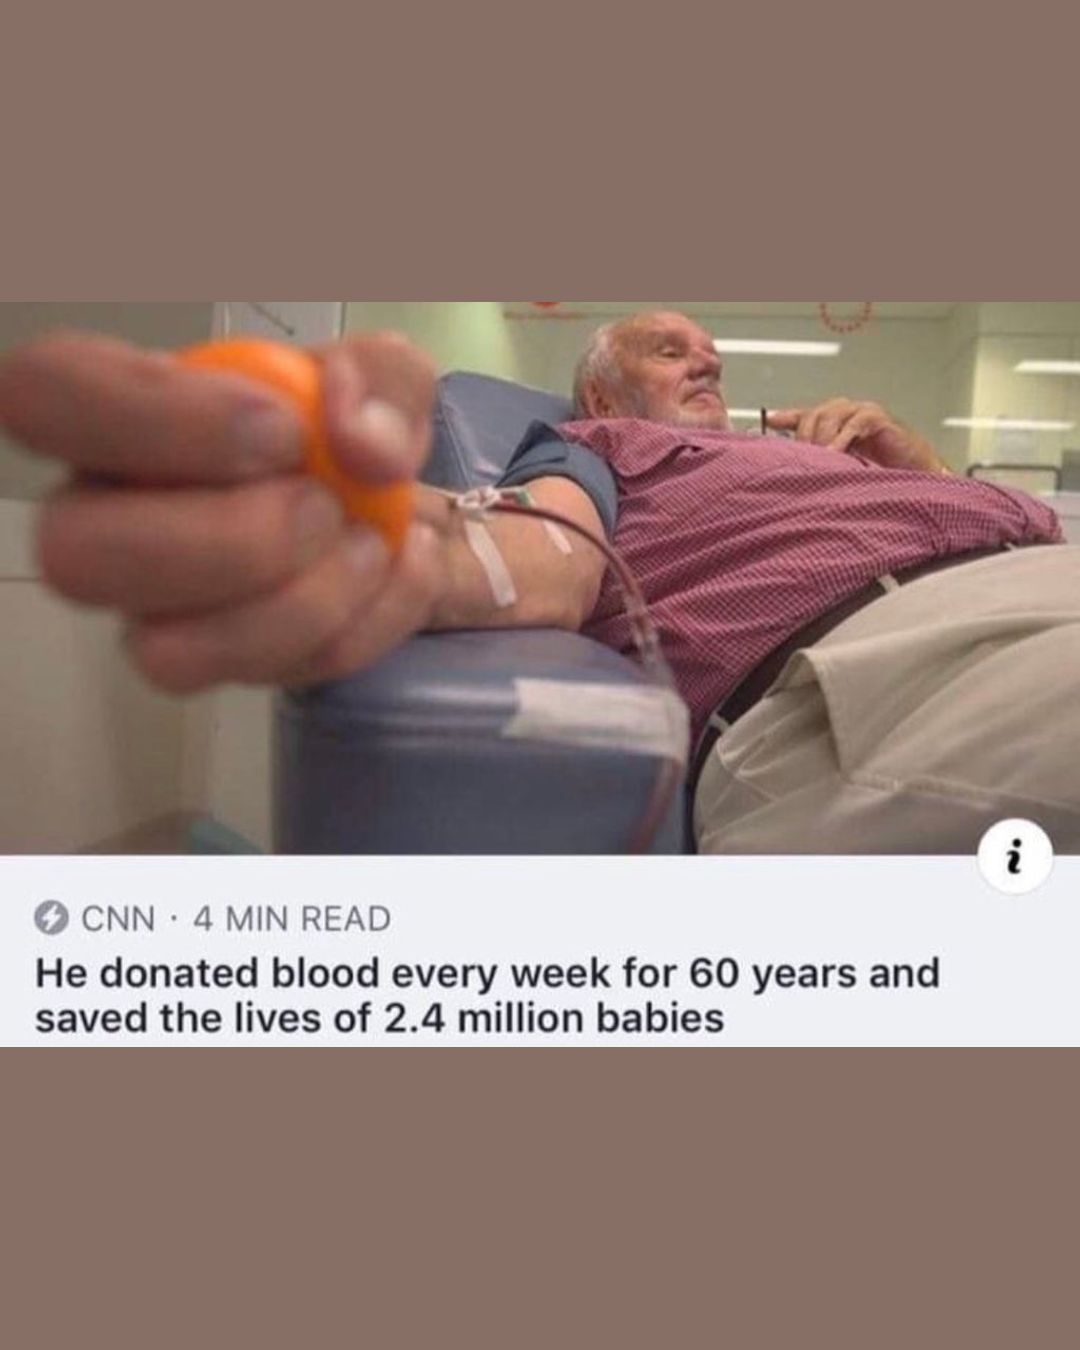 CNN · 4 MIN READ
He donated blood every week for 60 years and
saved the lives of 2.4 million babies